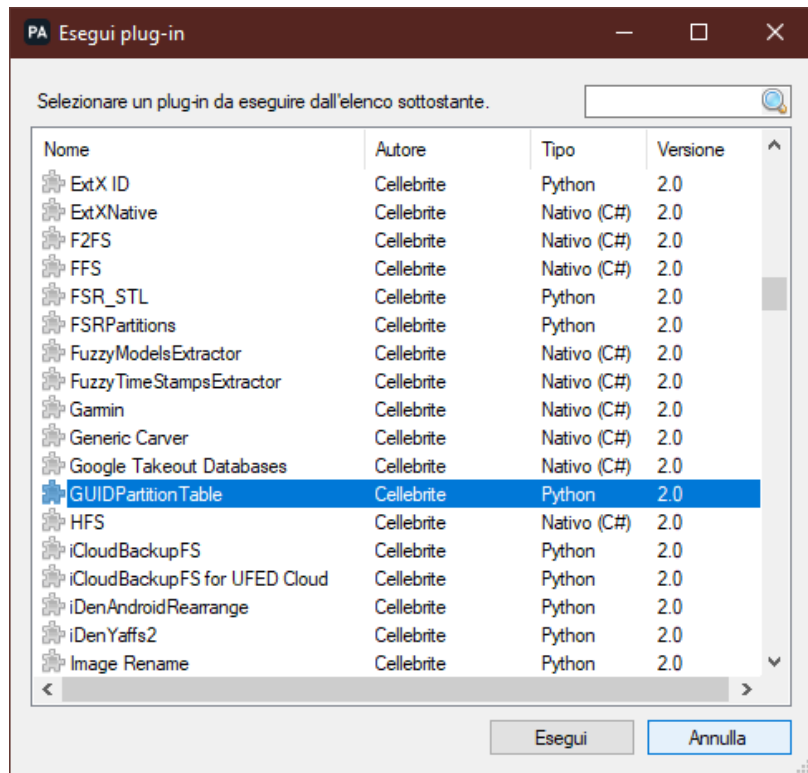 PA Esegui plug-in
Selezionare un plug-in da eseguire dall'elenco sottostante.
Nome Autore Tipo Versione
ExtX ID Cellebrite Python 2.0
ExtXNative Cellebrite Nativo (C#) 2.0
F2FS Cellebrite Nativo (C#) 2.0
FFS Cellebrite Nativo (C#) 2.0
FSR_STL Cellebrite Python 2.0
FSRPartitions Cellebrite Python 2.0
FuzzyModelsExtractor Cellebrite Nativo (C#) 2.0
FuzzyTimeStampsExtractor Cellebrite Nativo (C#) 2.0
Garmin Cellebrite Nativo (C#) 2.0
Generic Carver Cellebrite Nativo (C#) 2.0
Google Takeout Databases Cellebrite Nativo (C#) 2.0
GUIDPartitionTable Cellebrite Python 2.0
HFS Cellebrite Nativo (C#) 2.0
iCloudBackupFS Cellebrite Python 2.0
iCloudBackupFS for UFED Cloud Cellebrite Python 2.0
iDenAndroidRearrange Cellebrite Python 2.0
iDenYaffs2 Cellebrite Python 2.0
Image Rename Cellebrite Python 2.0
Esegui Annulla